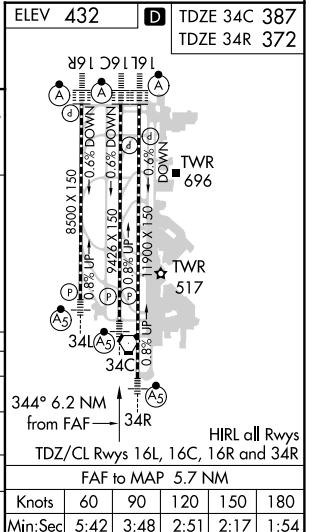 ELEV 432
D
TDZE 34C 387
TDZE 34R 372
16R 16C 16L
A
A
A
P
P
P
0.6% DOWN
0.6% DOWN
0.6% DOWN
TWR
696
8500 X 150
9426 X 150
11900 X 150
TWR
517
0.8% UP
0.8% UP
0.8% UP
P
P
P
A5
34L
A5
34C
A5
344° 6.2 NM
from FAF
34R
HIRL all Rwys
TDZ/CL Rwys 16L, 16C, 16R and 34R
FAF to MAP 5.7 NM
Knots 60 90 120 150 180
Min:Sec 5:42 3:48 2:51 2:17 1:54